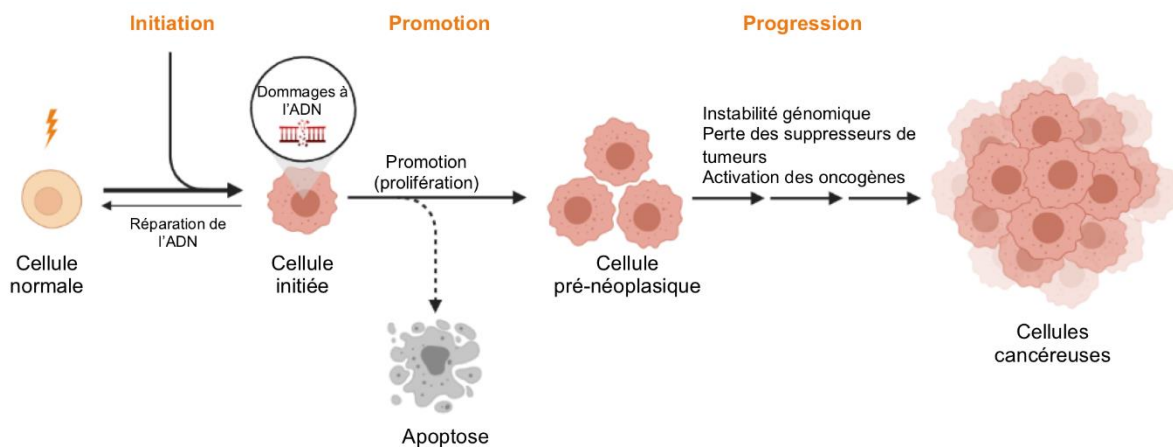 Initiation
Promotion
Progression
Dommages à
l'ADN
Instabilité génomique
Perte des suppresseurs de
tumeurs
Activation des oncogènes
Promotion
(prolifération)
Réparation de
l'ADN
Cellule
normale
Cellule
initiée
Cellule
pré-néoplasique
Cellules
cancéreuses
Apoptose